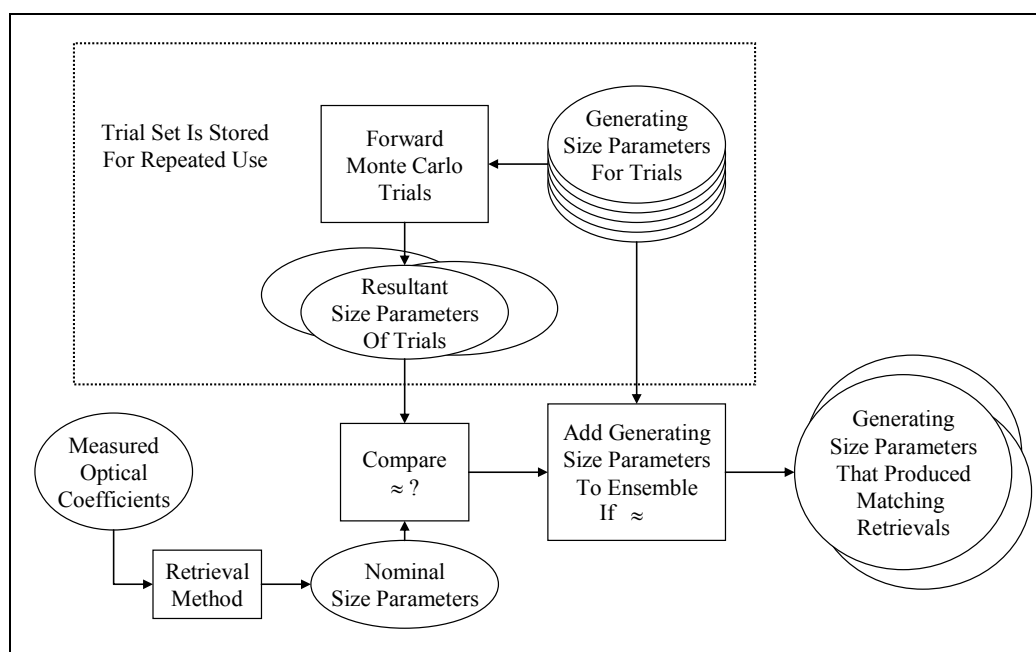 Trial Set Is Stored
For Repeated Use
Forward
Monte Carlo
Trials
Generating
Size Parameters
For Trials
Resultant
Size Parameters
Of Trials
Measured
Optical
Coefficients
Compare
≈ ?
Add Generating
Size Parameters
To Ensemble
If ≈
Generating
Size Parameters
That Produced
Matching
Retrievals
Retrieval
Method
Nominal
Size Parameters